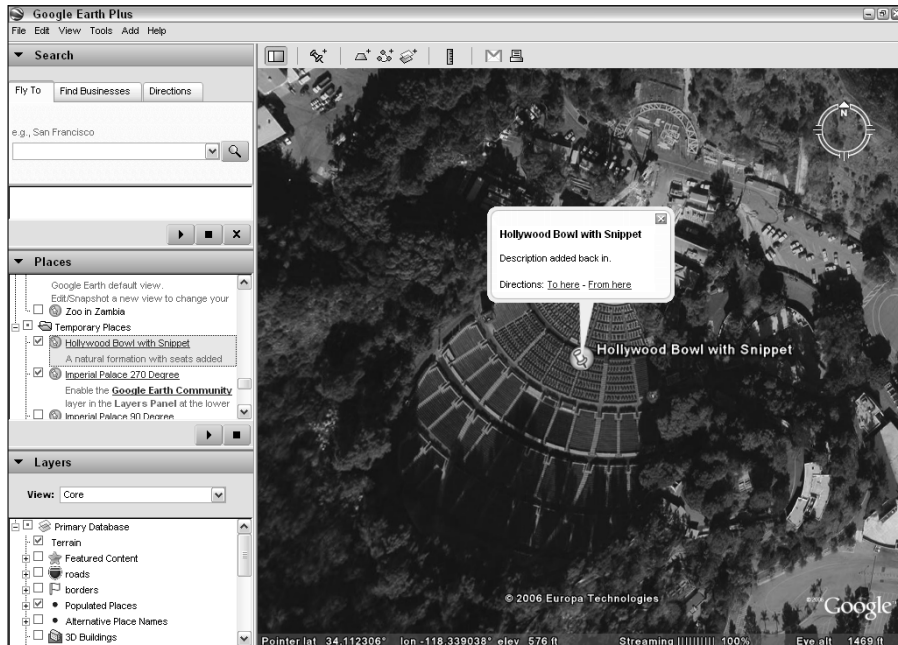 Google Earth Plus
File Edit View Tools Add Help
Search
Fly To Find Businesses Directions
e.g., San Francisco
Places
Google Earth default view.
Edit/Snapshot a new view to change your
Zoo in Zambia
Temporary Places
Hollywood Bowl with Snippet
A natural formation with seats added
Imperial Palace 270 Degree
Enable the Google Earth Community
layer in the Layers Panel at the lower
Imperial Palace 90 Degree
Layers
View: Core
Primary Database
Terrain
Featured Content
roads
borders
Populated Places
Alternative Place Names
3D Buildings
N
Hollywood Bowl with Snippet
Description added back in.
Directions: To here - From here
Hollywood Bowl with Snippet
© 2006 Europa Technologies
Google
Pointer lat 34.112306° lon -118.339038° elev 576 ft Streaming |||||||||| 100% Eye alt 1469 ft